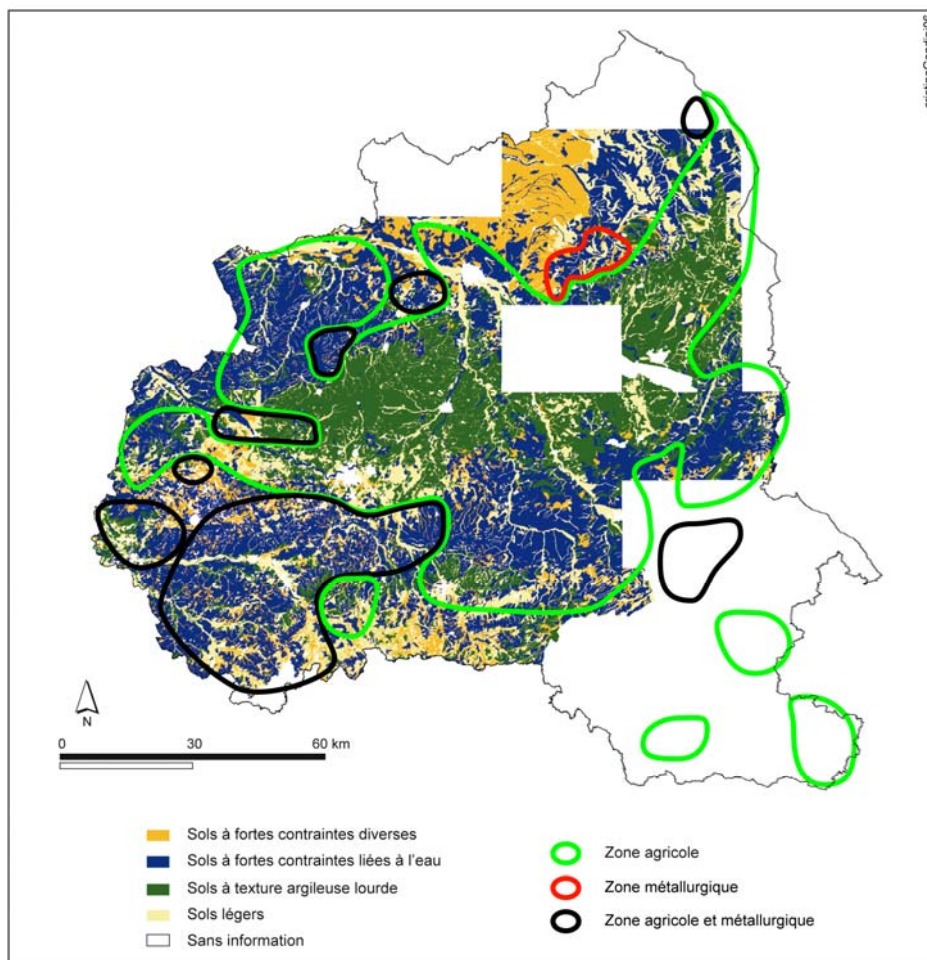 N
0 30 60 km
Sols à fortes contraintes diverses
Sols à fortes contraintes liées à l'eau
Sols à texture argileuse lourde
Sols légers
Sans information
Zone agricole
Zone métallurgique
Zone agricole et métallurgique